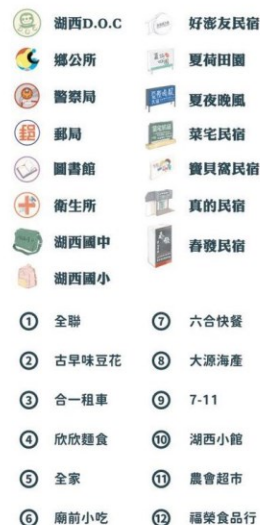 湖西D.O.C
好澎友民宿
鄉公所
夏荷田園
警察局
夏夜晚風
郵局
菜宅民宿
圖書館
寶貝窩民宿
衛生所
真的民宿
湖西國中
春發民宿
湖西國小
① 全聯
⑦ 六合快餐
② 古早味豆花
⑧ 大源海產
③ 合一租車
⑨ 7-11
④ 欣欣麵食
⑩ 湖西小館
⑤ 全家
⑪ 農會超市
⑥ 廟前小吃
⑫ 福榮食品行